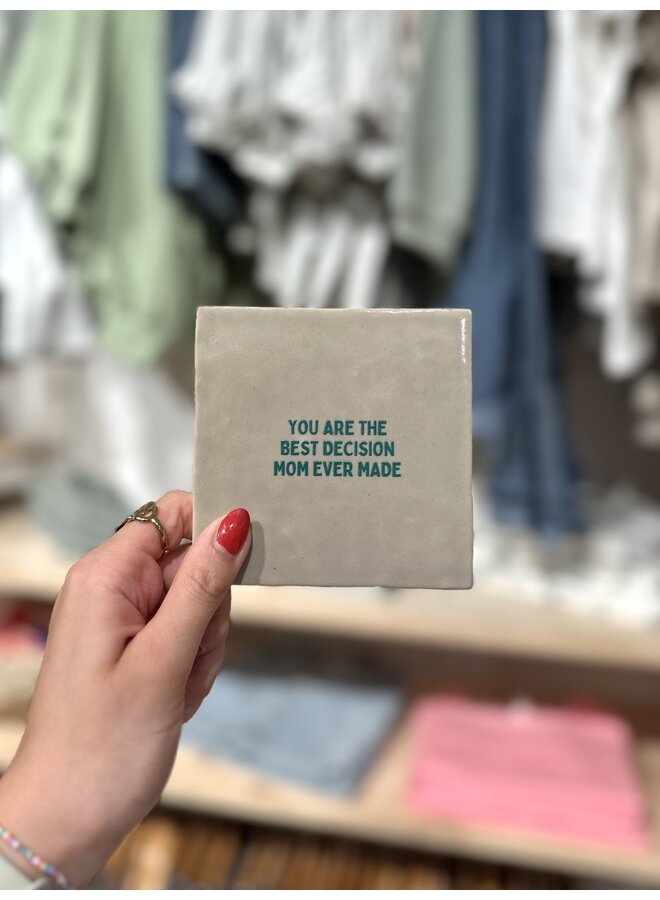 YOU ARE THE
BEST DECISION
MOM EVER MADE